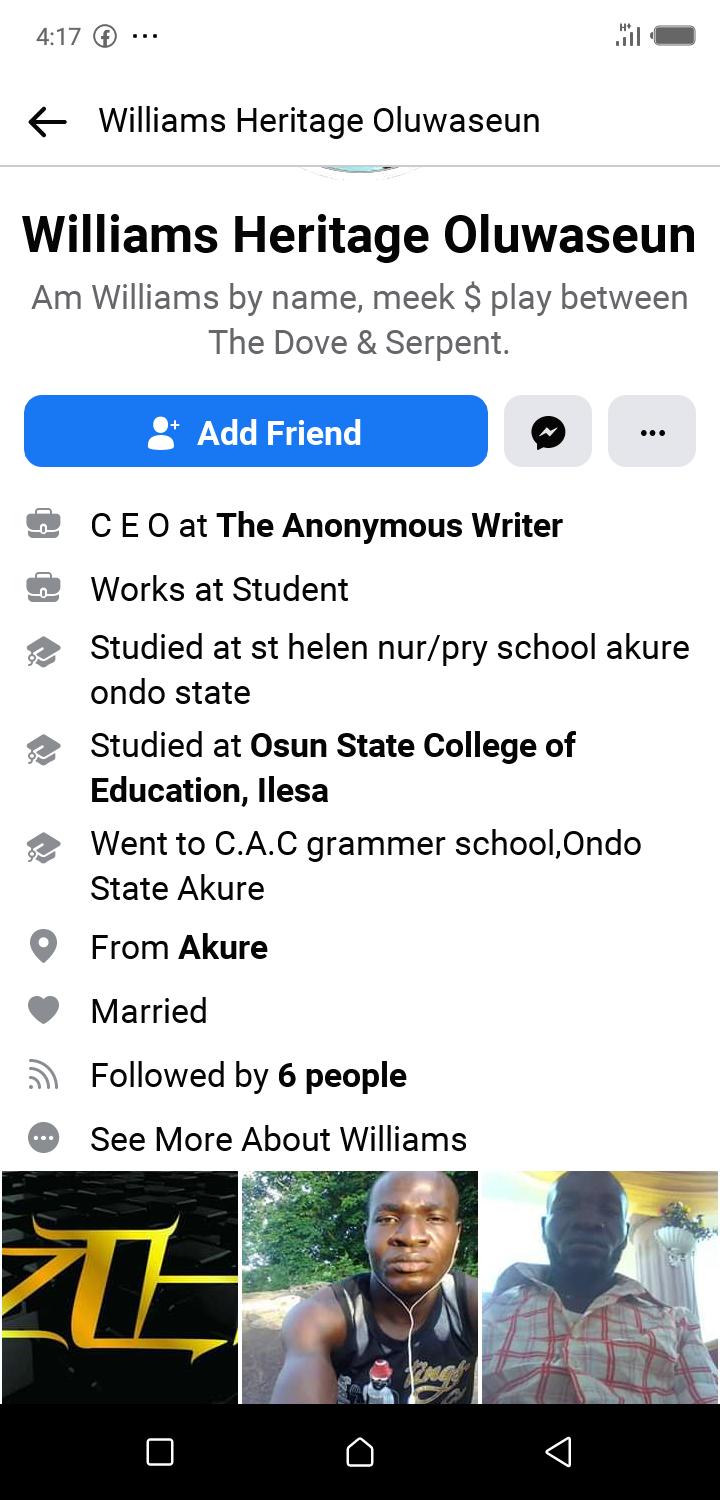 4:17
H+
Williams Heritage Oluwaseun
Williams Heritage Oluwaseun
Am Williams by name, meek $ play between
The Dove & Serpent.
Add Friend
C E O at The Anonymous Writer
Works at Student
Studied at st helen nur/pry school akure
ondo state
Studied at Osun State College of
Education, Ilesa
Went to C.A.C grammer school,Ondo
State Akure
From Akure
Married
Followed by 6 people
See More About Williams
Kings